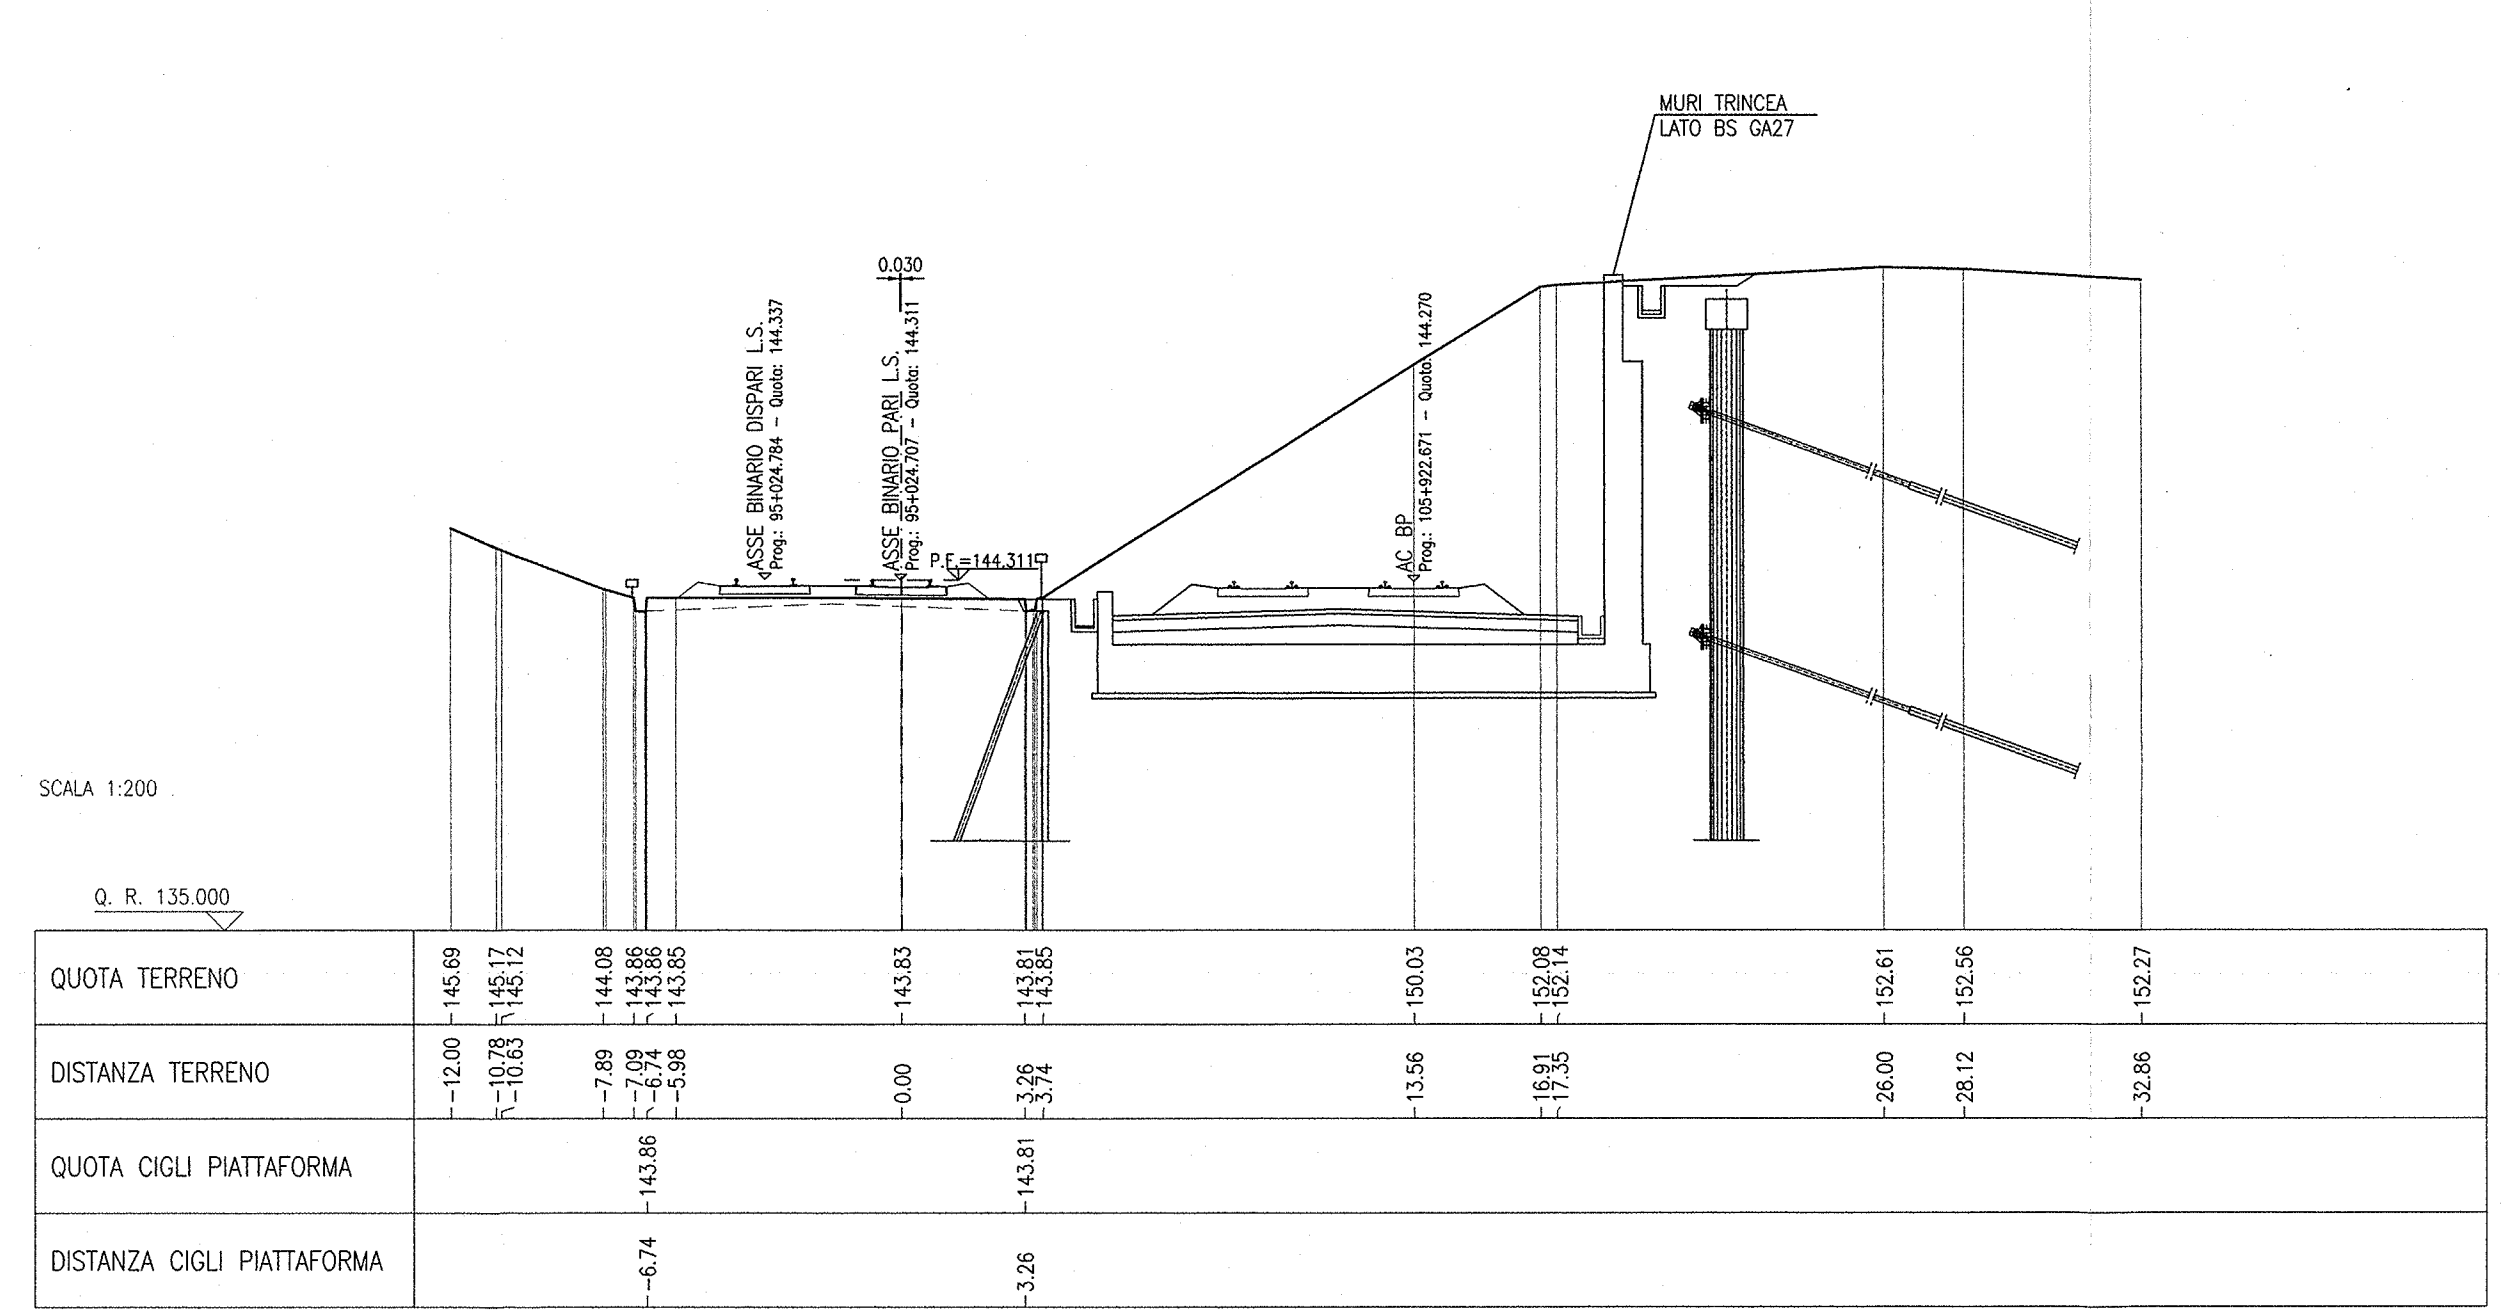 MURI TRINCEA
LATO BS GA27
0.030
ASSE BINARIO DISPARI L.S.
Prog.: 95+024.784 - Quota: 144.337
ASSE BINARIO PARI L.S.
Prog.: 95+024.707 - Quota: 144.311
P.F.=144.311
AC BP
Prog.: 105+922.671 - Quota: 144.270
SCALA 1:200
Q. R. 135.000
QUOTA TERRENO
145.69
145.17
145.12
144.08
143.86
143.86
143.85
143.83
143.81
143.85
150.03
152.08
152.14
152.61
152.56
152.27
DISTANZA TERRENO
-12.00
-10.78
-10.63
-7.89
-7.09
-6.74
-5.98
0.00
3.26
3.74
13.56
16.91
17.35
26.00
28.12
32.86
QUOTA CIGLI PIATTAFORMA
143.86
143.81
DISTANZA CIGLI PIATTAFORMA
-6.74
3.26